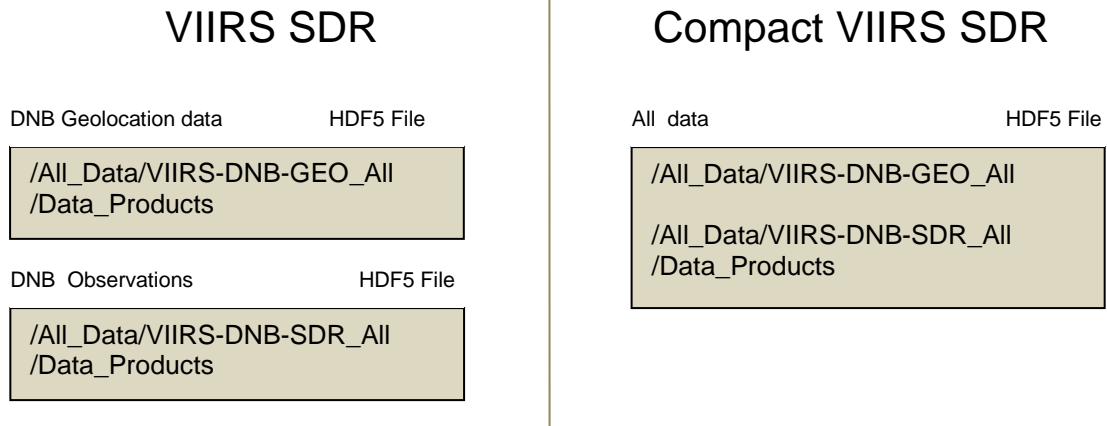 VIIRS SDR
DNB Geolocation data HDF5 File
/All_Data/VIIRS-DNB-GEO_All
/Data_Products
DNB Observations HDF5 File
/All_Data/VIIRS-DNB-SDR_All
/Data_Products
Compact VIIRS SDR
All data HDF5 File
/All_Data/VIIRS-DNB-GEO_All
/All_Data/VIIRS-DNB-SDR_All
/Data_Products